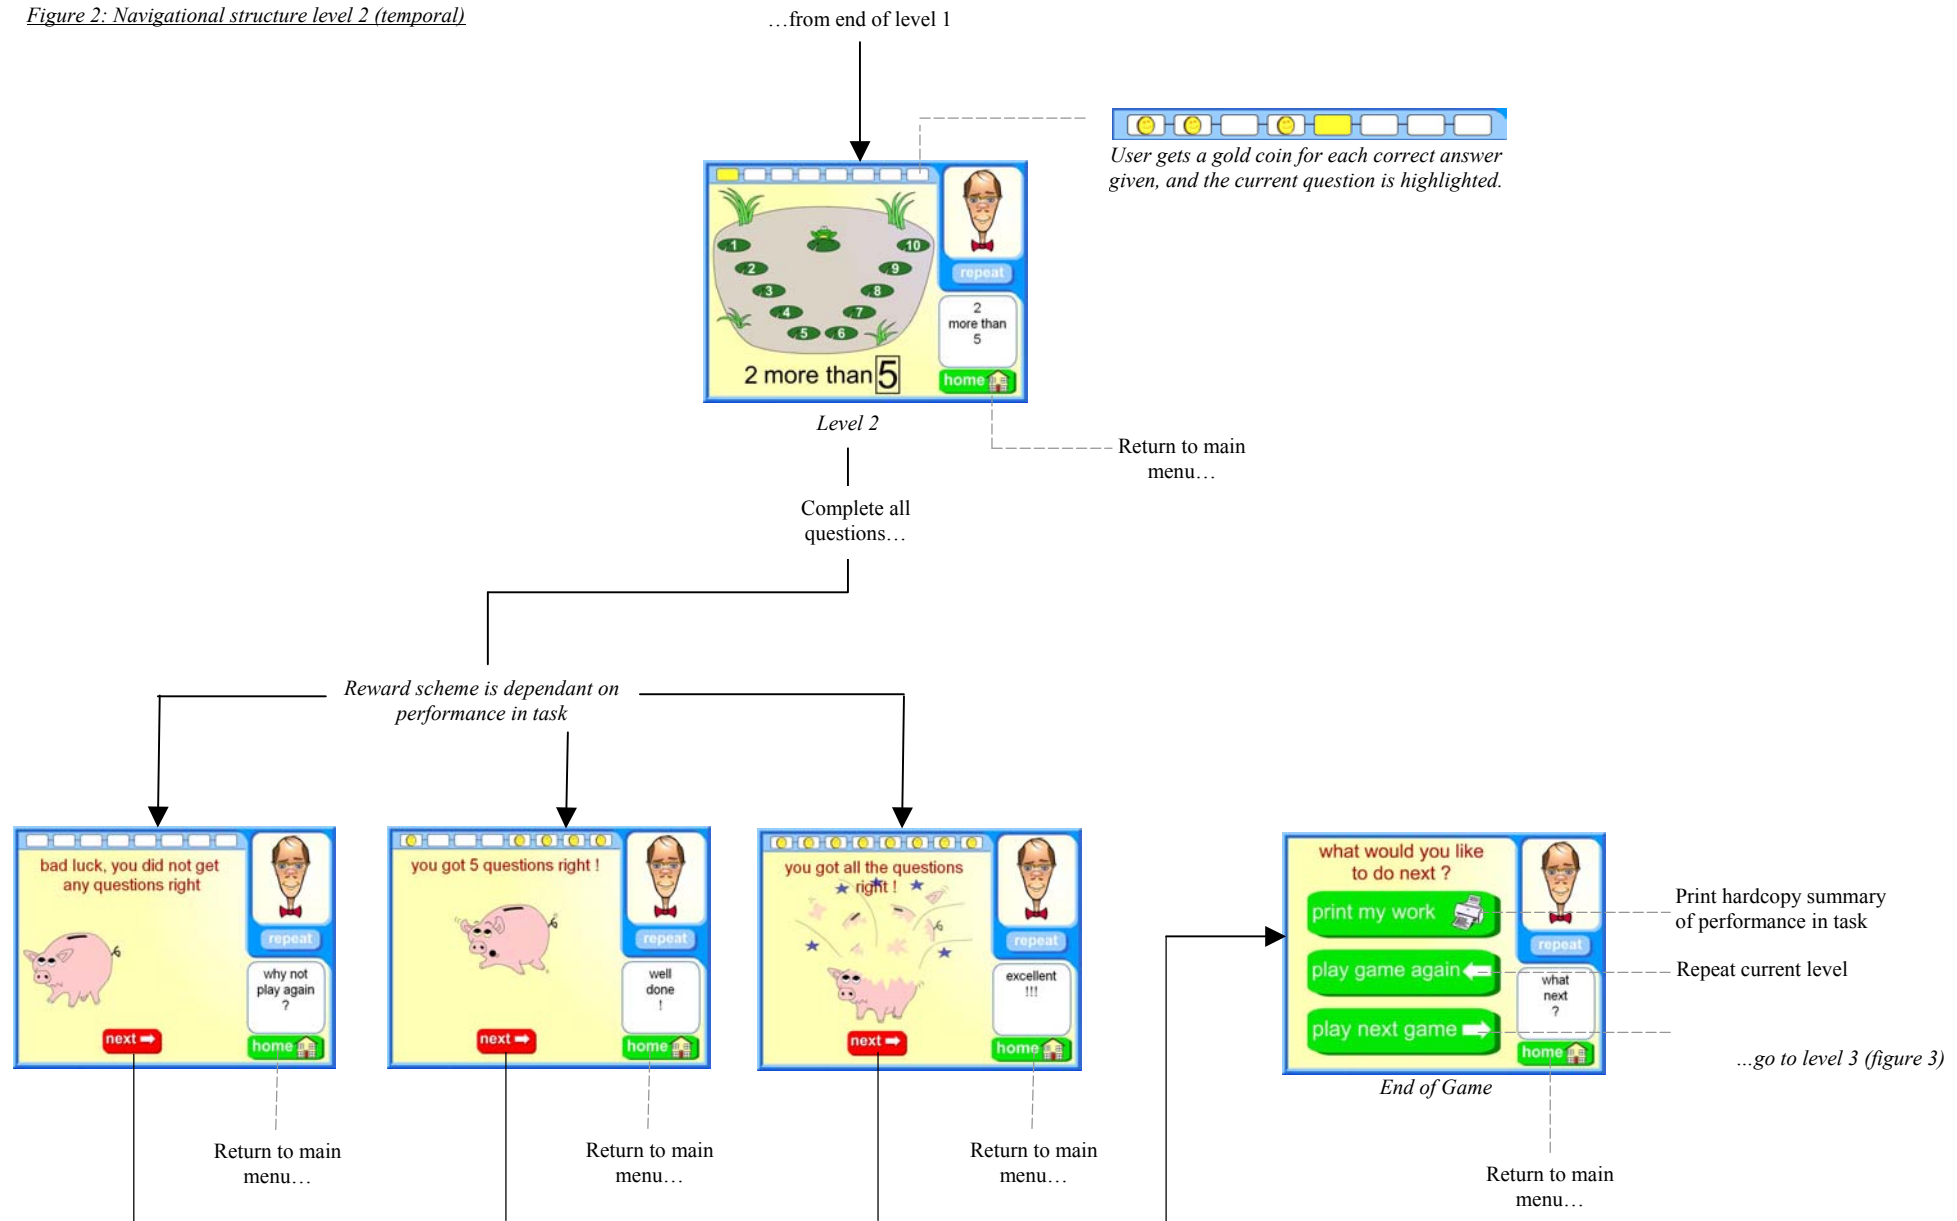 Figure 2: Navigational structure level 2 (temporal)
…from end of level 1
User gets a gold coin for each correct answer
given, and the current question is highlighted.
1
10
2
9
3
8
4
7
5
6
2 more than 5
repeat
2
more than
5
home
Level 2
Return to main
menu…
Complete all
questions…
Reward scheme is dependant on
performance in task
bad luck, you did not get
any questions right
repeat
why not
play again
?
next
home
Return to main
menu…
you got 5 questions right !
repeat
well
done
!
next
home
Return to main
menu…
you got all the questions
right !
repeat
excellent
!!!
next
home
Return to main
menu…
what would you like
to do next ?
print my work
play game again
play next game
repeat
what
next
?
home
End of Game
Print hardcopy summary
of performance in task
Repeat current level
…go to level 3 (figure 3)
Return to main
menu…